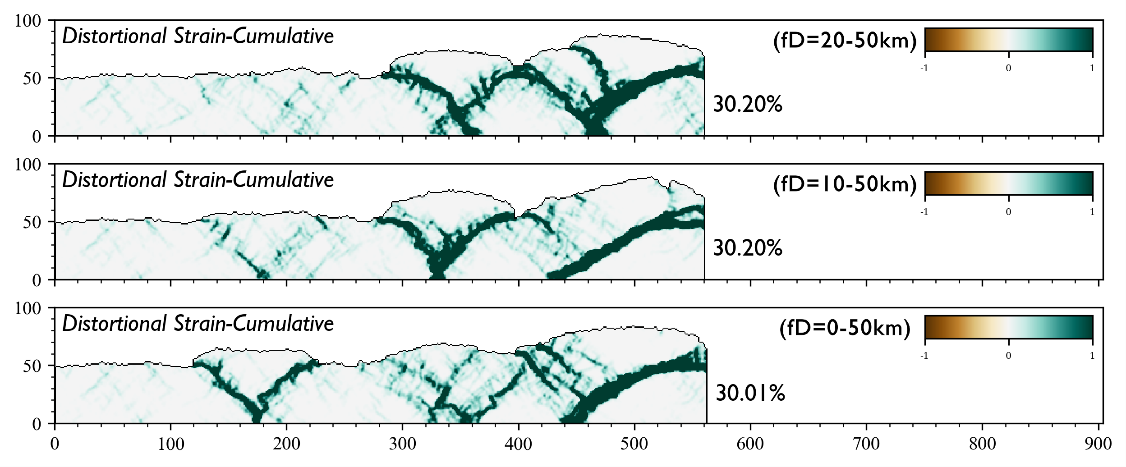 100
Distortional Strain-Cumulative
(fD=20-50km)
-1 0 1
50
30.20%
0
100
Distortional Strain-Cumulative
(fD=10-50km)
-1 0 1
50
30.20%
0
100
Distortional Strain-Cumulative
(fD=0-50km)
-1 0 1
50
30.01%
0
0 100 200 300 400 500 600 700 800 900